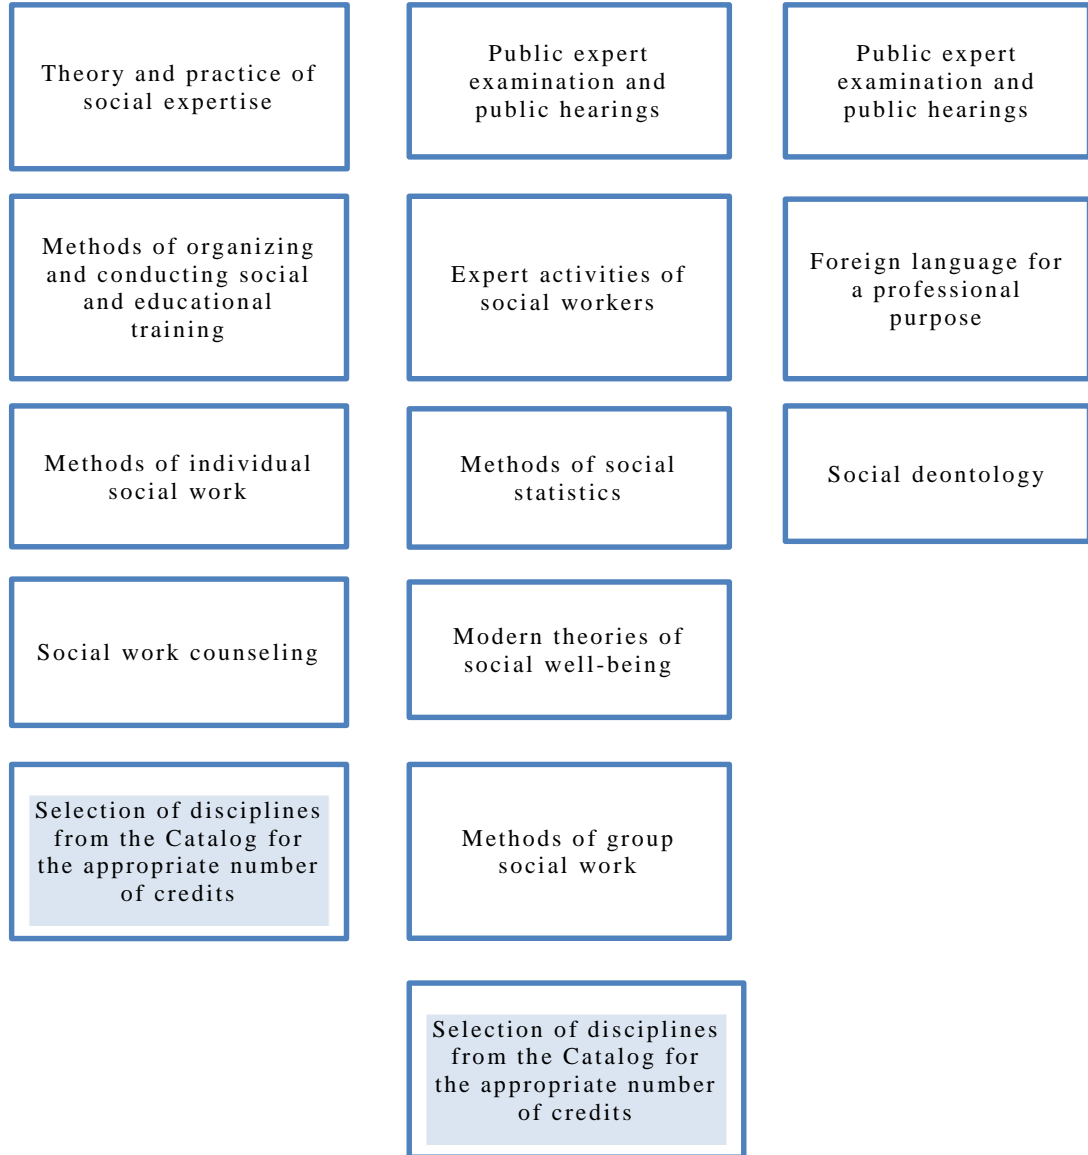 Theory and practice of
social expertise
Public expert
examination and
public hearings
Public expert
examination and
public hearings
Methods of organizing
and conducting social
and educational
training
Expert activities of
social workers
Foreign language for
a professional
purpose
Methods of individual
social work
Methods of social
statistics
Social deontology
Social work counseling
Modern theories of
social well-being
Selection of disciplines
from the Catalog for
the appropriate number
of credits
Methods of group
social work
Selection of disciplines
from the Catalog for
the appropriate number
of credits